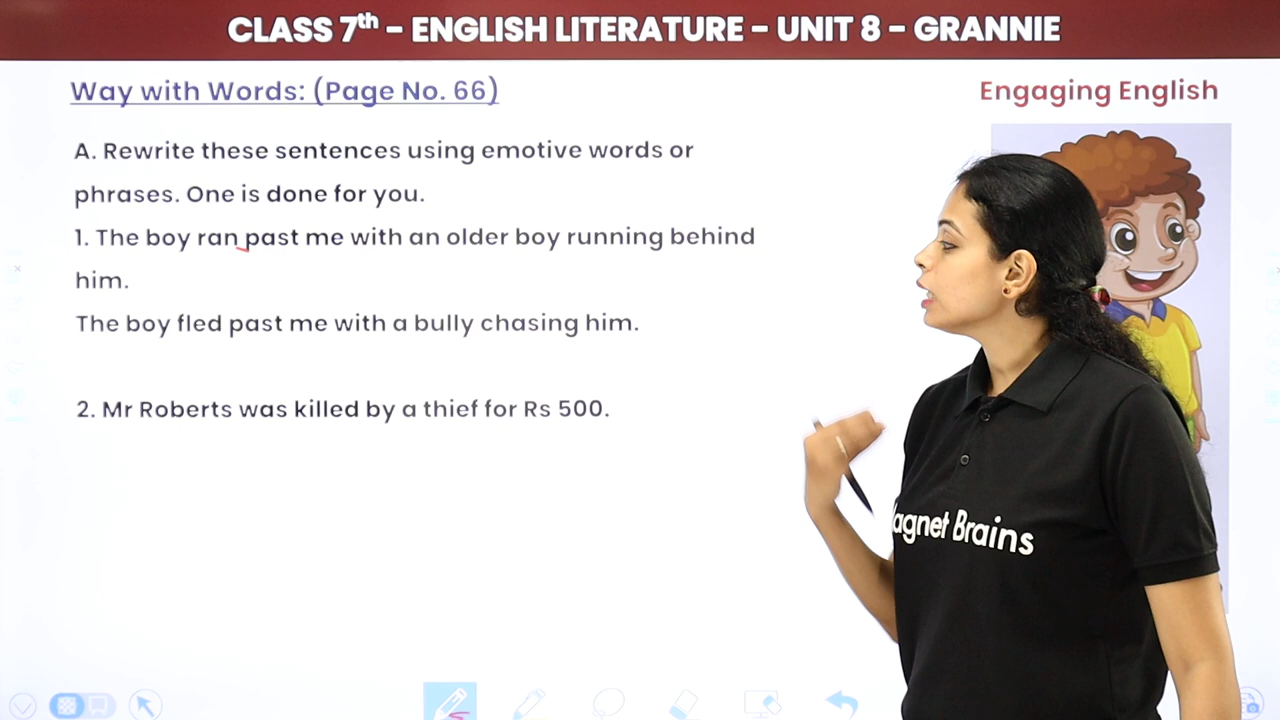 CLASS 7th - ENGLISH LITERATURE - UNIT 8 - GRANNIE
Way with Words: (Page No. 66)
Engaging English
A. Rewrite these sentences using emotive words or
phrases. One is done for you.
1. The boy ran past me with an older boy running behind
him.
The boy fled past me with a bully chasing him.
2. Mr Roberts was killed by a thief for Rs 500.
agnet Brains